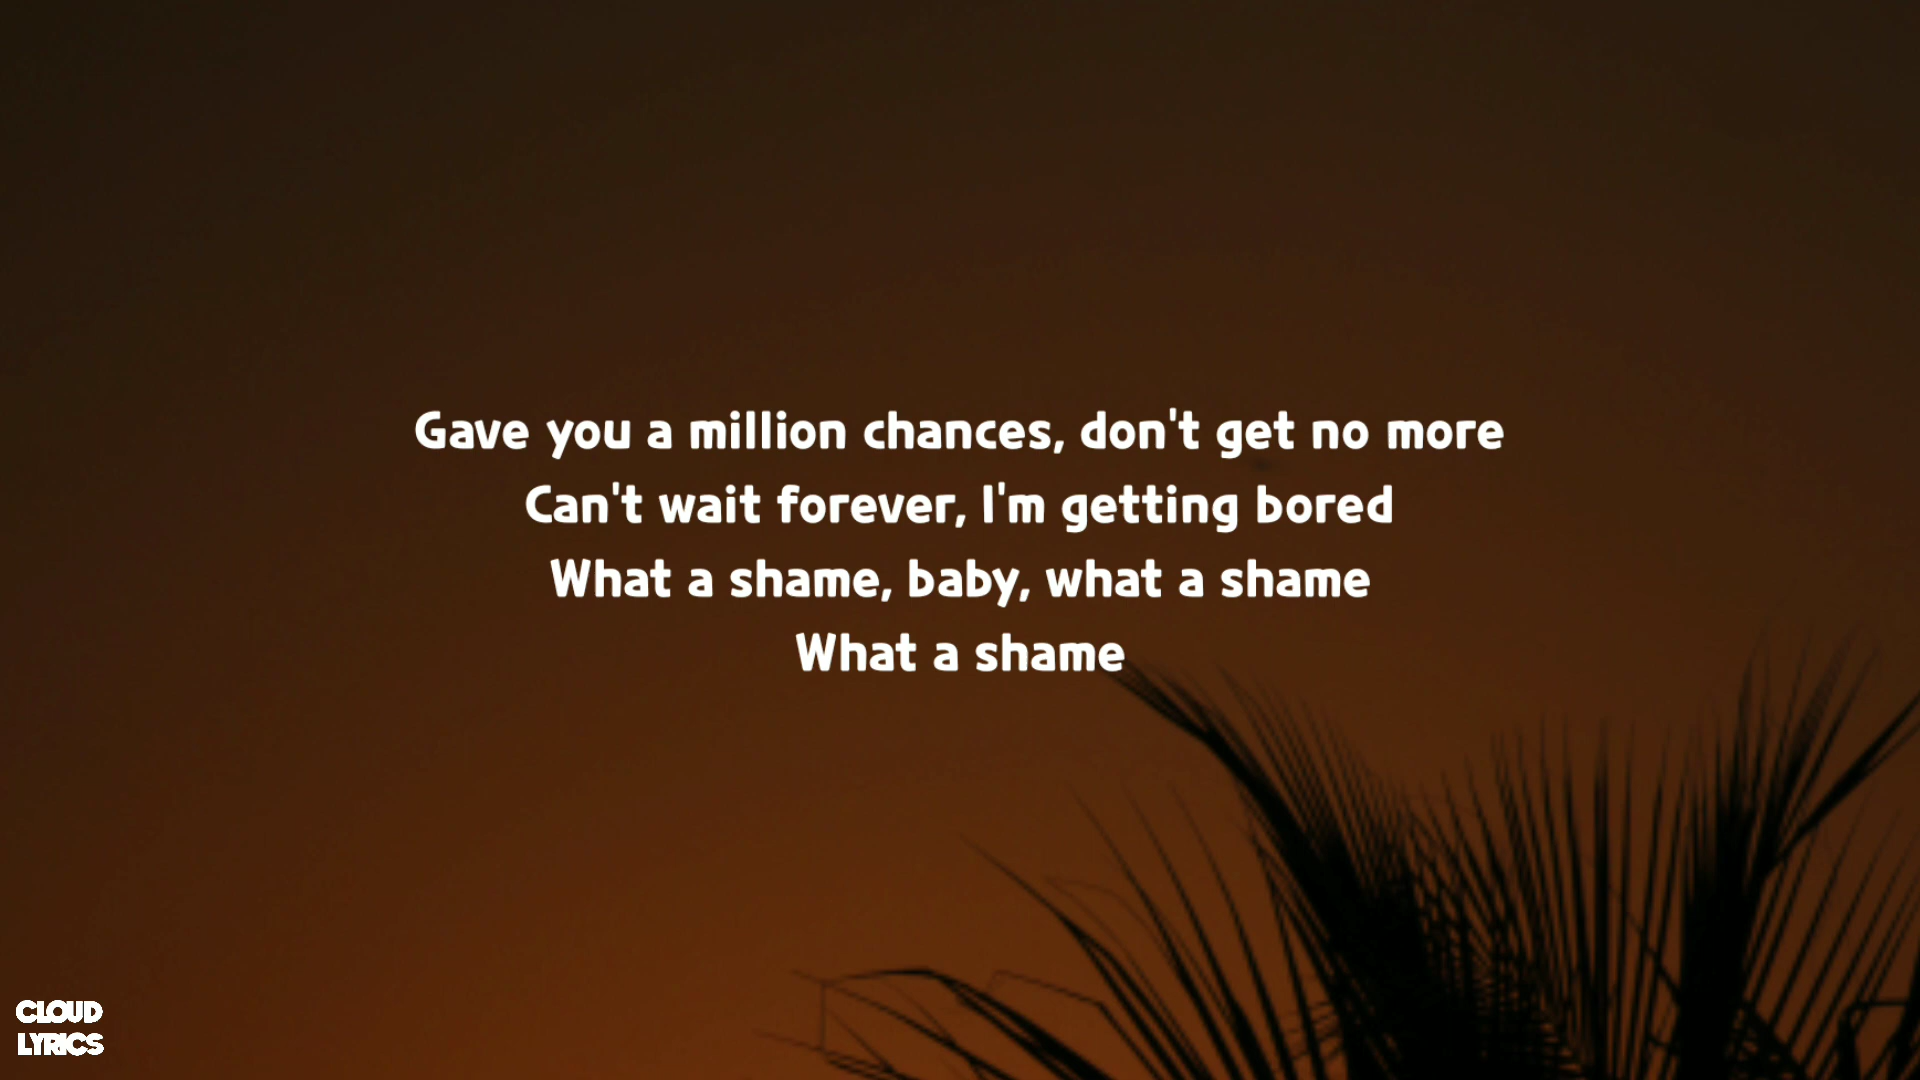 Gave you a million chances, don't get no more
Can't wait forever, I'm getting bored
What a shame, baby, what a shame
What a shame
CLOUD
LYRICS